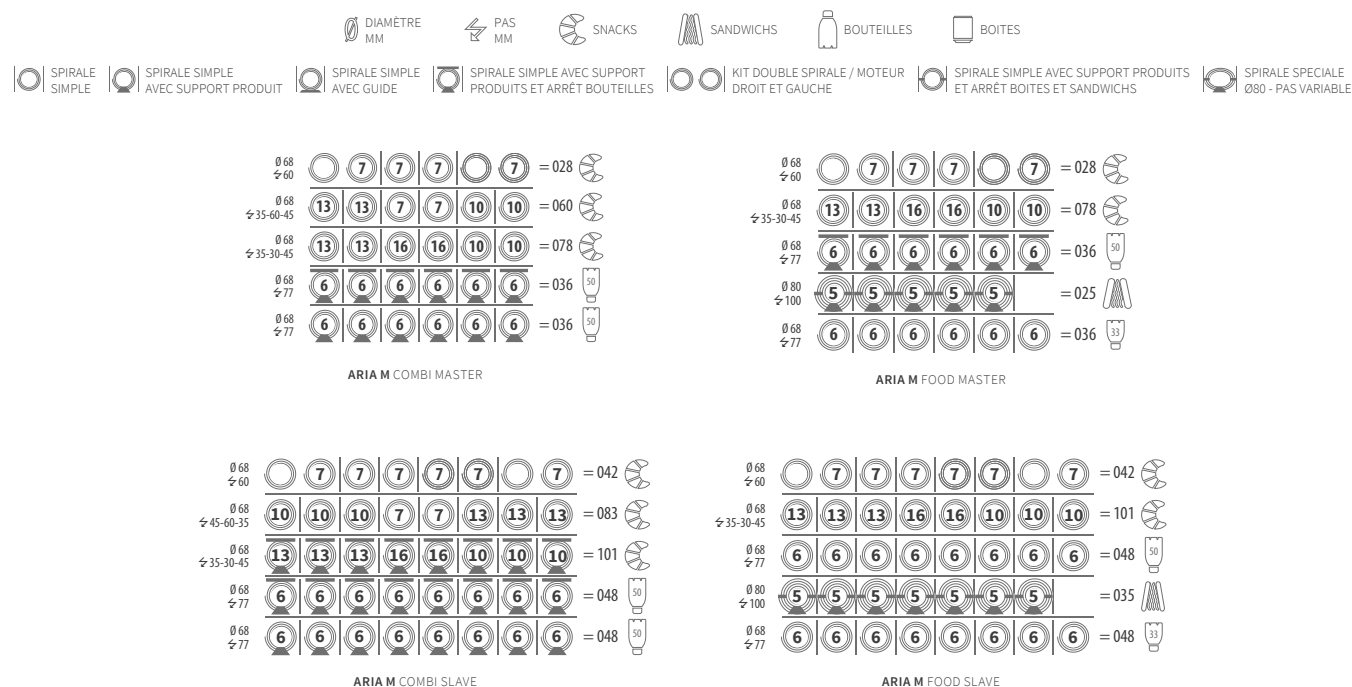 DIAMÈTRE
MM
PAS
MM
SNACKS
SANDWICHS
BOUTEILLES
BOITES
SPIRALE
SIMPLE
SPIRALE SIMPLE
AVEC SUPPORT PRODUIT
SPIRALE SIMPLE
AVEC GUIDE
SPIRALE SIMPLE AVEC SUPPORT
PRODUITS ET ARRÊT BOUTEILLES
KIT DOUBLE SPIRALE / MOTEUR
DROIT ET GAUCHE
SPIRALE SIMPLE AVEC SUPPORT PRODUITS
ET ARRÊT BOITES ET SANDWICHS
SPIRALE SPECIALE
Ø80 - PAS VARIABLE
Ø 68
60 7 7 7 7 = 028
Ø 68
35-60-45 13 13 7 7 10 10 = 060
Ø 68
35-30-45 13 13 16 16 10 10 = 078
Ø 68
77 6 6 6 6 6 6 = 036 50
Ø 68
77 6 6 6 6 6 6 = 036 50
ARIA M COMBI MASTER
Ø 68
60 7 7 7 7 = 028
Ø 68
35-30-45 13 13 16 16 10 10 = 078
Ø 68
77 6 6 6 6 6 6 = 036 50
Ø 80
100 5 5 5 5 5 = 025
Ø 68
77 6 6 6 6 6 6 = 036 33
ARIA M FOOD MASTER
Ø 68
60 7 7 7 7 7 7 = 042
Ø 68
45-60-35 10 10 10 7 7 13 13 13 = 083
Ø 68
35-30-45 13 13 13 16 16 10 10 10 = 101
Ø 68
77 6 6 6 6 6 6 6 6 = 048 50
Ø 68
77 6 6 6 6 6 6 6 6 = 048 50
ARIA M COMBI SLAVE
Ø 68
60 7 7 7 7 7 7 = 042
Ø 68
35-30-45 13 13 13 16 16 10 10 10 = 101
Ø 68
77 6 6 6 6 6 6 6 6 = 048 50
Ø 80
100 5 5 5 5 5 5 5 = 035
Ø 68
77 6 6 6 6 6 6 6 6 = 048 33
ARIA M FOOD SLAVE